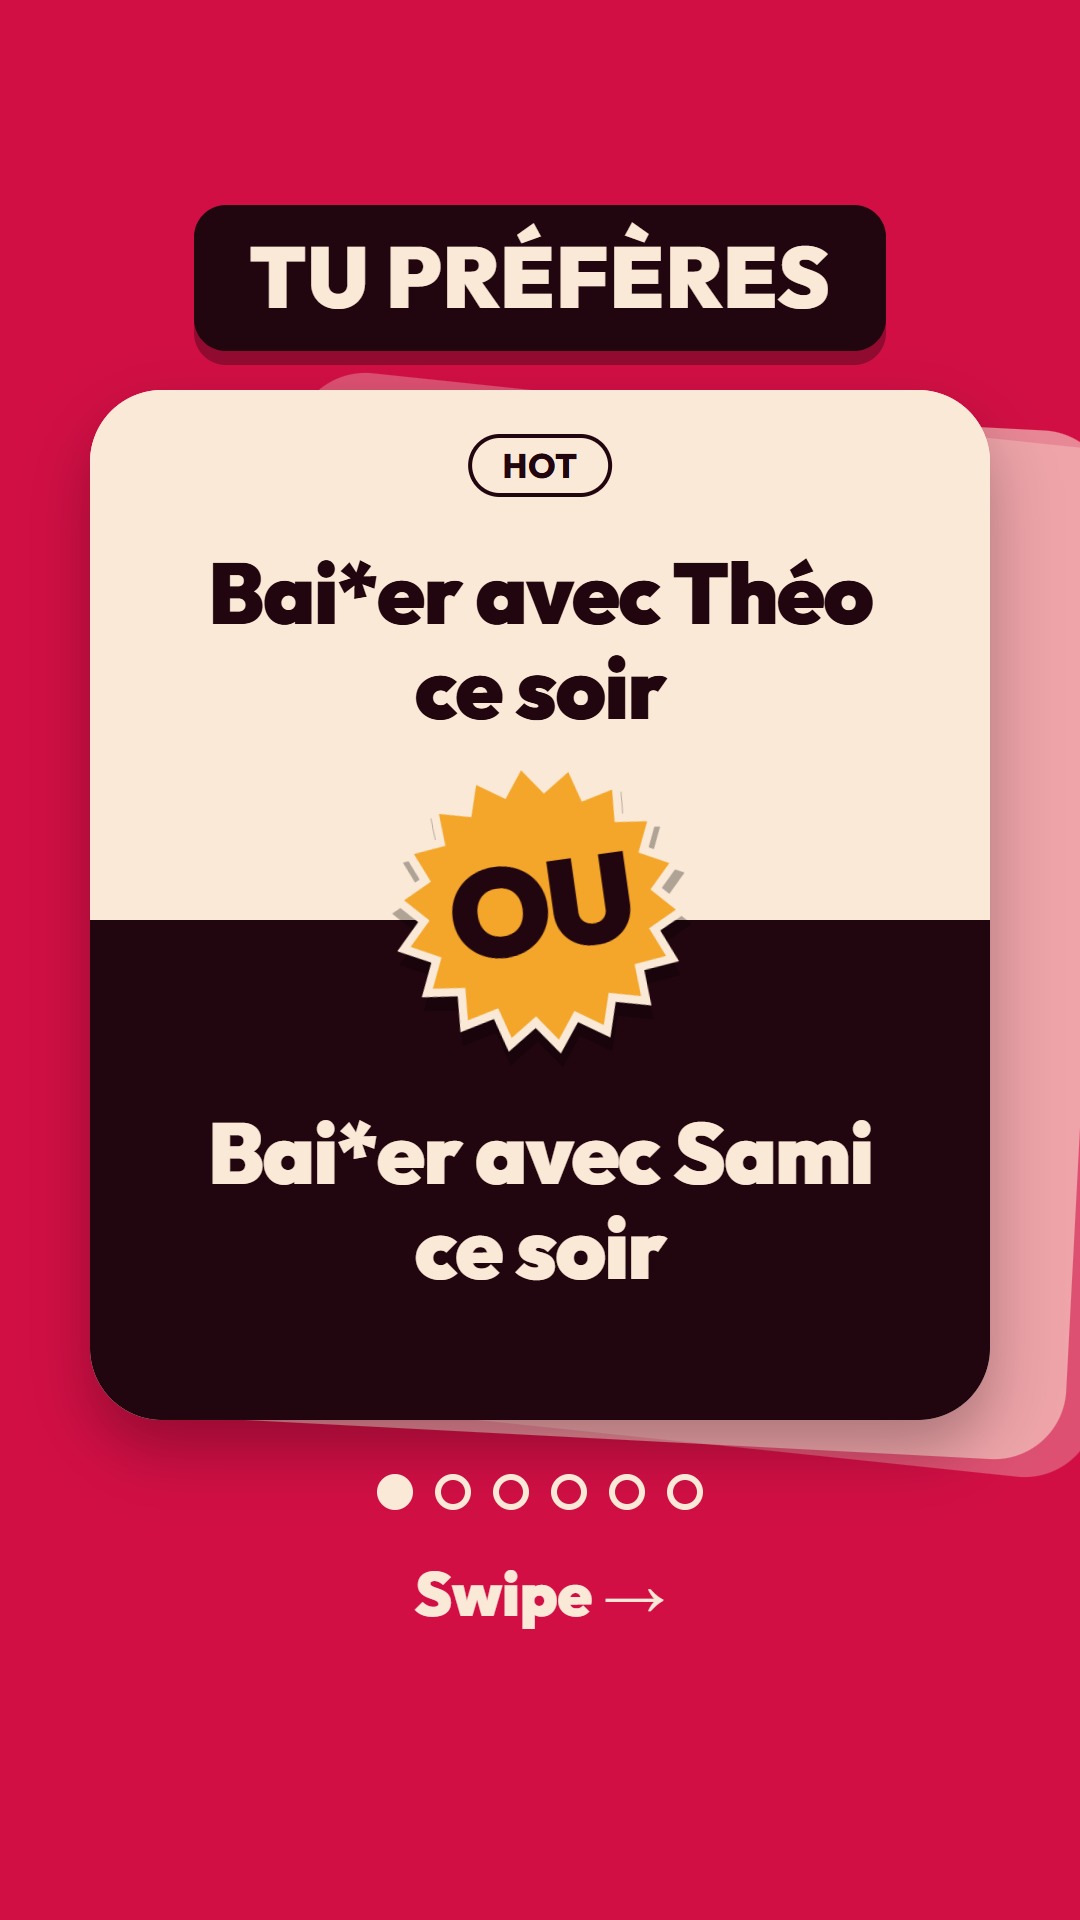 TU PRÉFÈRES
HOT
Bai*er avec Théo
ce soir
OU
Bai*er avec Sami
ce soir
Swipe →